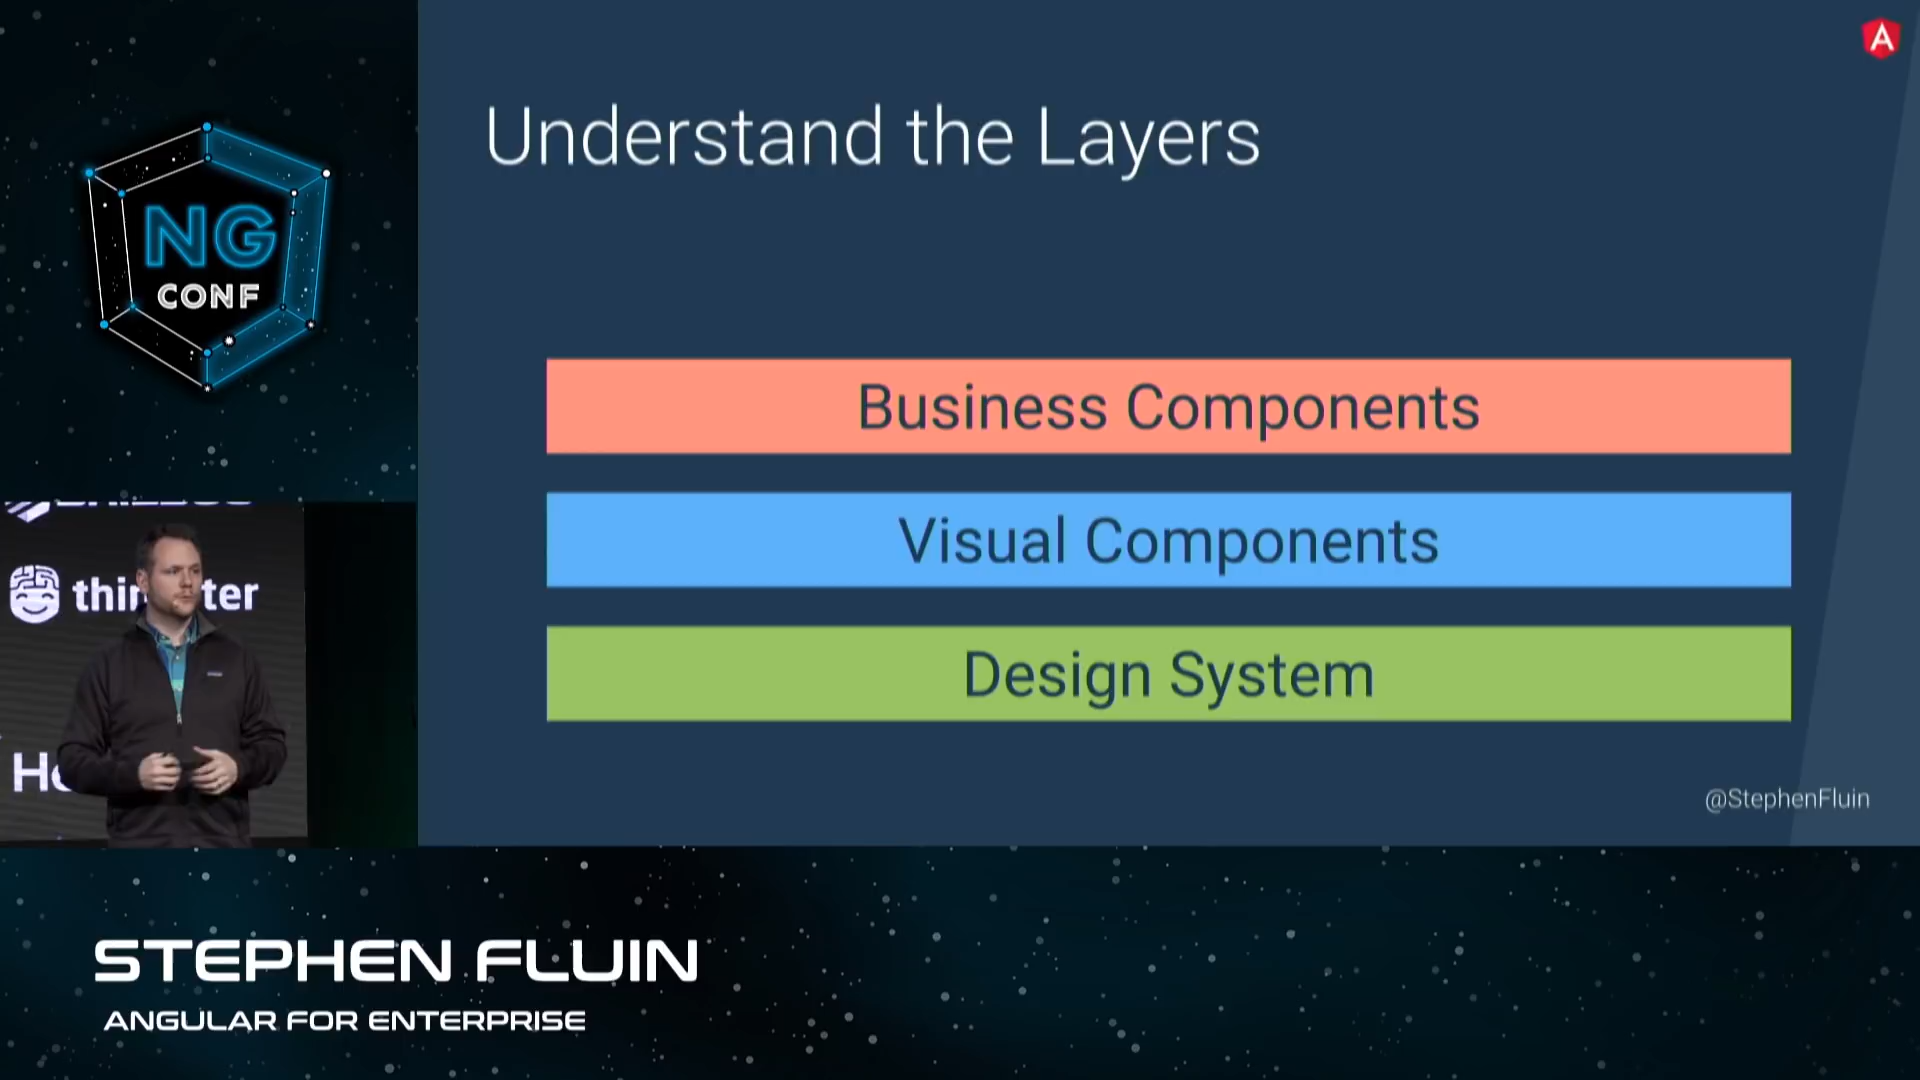 NG
CONF
Understand the Layers
Business Components
Visual Components
Design System
@StephenFluin
STEPHEN FLUIN
ANGULAR FOR ENTERPRISE